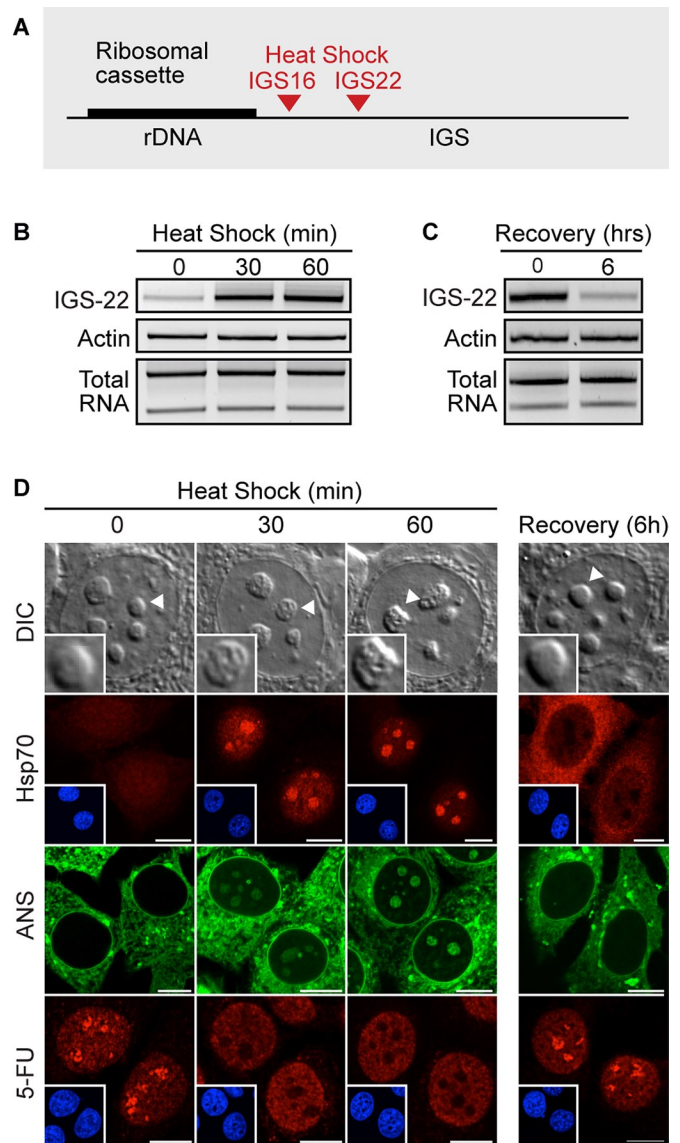 A
Ribosomal
cassette
Heat Shock
IGS16 IGS22
rDNA
IGS
B
Heat Shock (min)
0 30 60
IGS-22
Actin
Total
RNA
C
Recovery (hrs)
0 6
IGS-22
Actin
Total
RNA
D
Heat Shock (min)
0 30 60
Recovery (6h)
DIC
Hsp70
ANS
5-FU